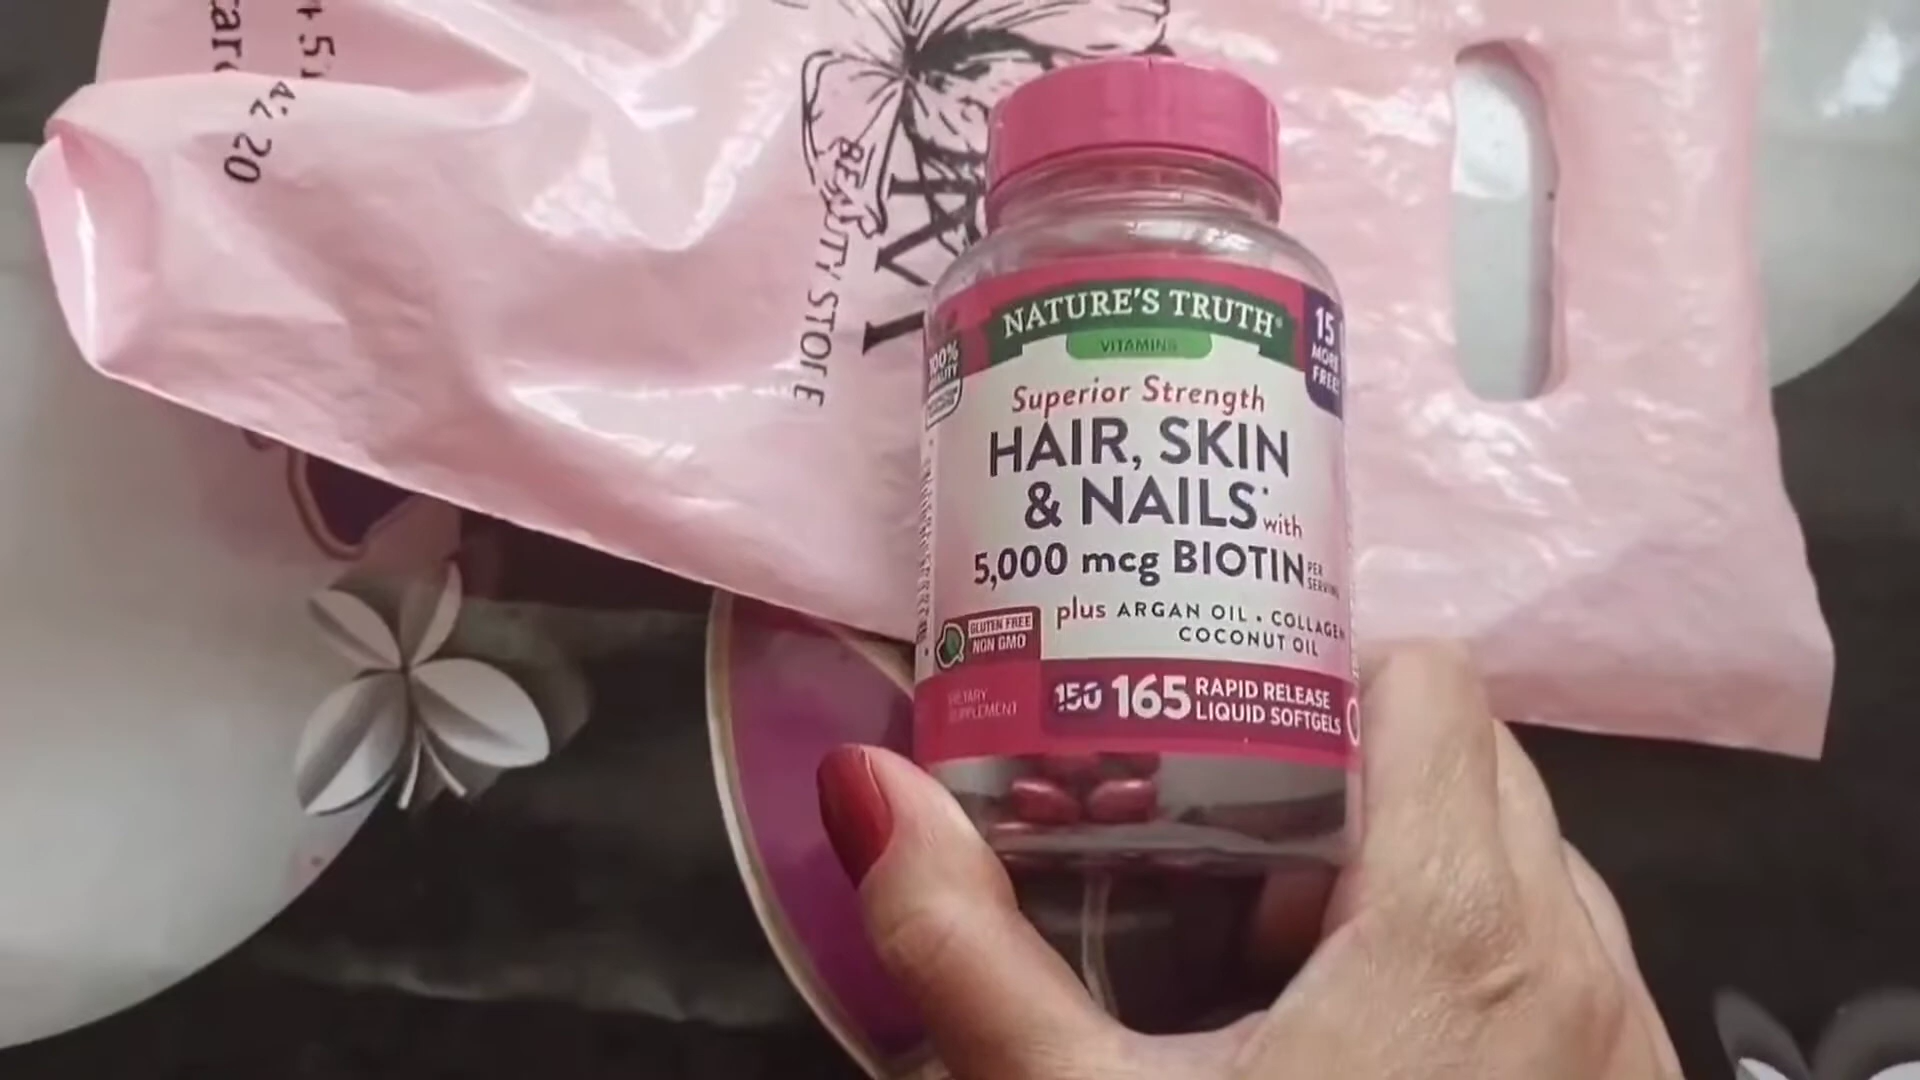 BEAUTY STORE
20
NATURE'S TRUTH®
VITAMINS
15
MORE
FREE!
100%
Superior Strength
HAIR, SKIN
& NAILS* with
5,000 mcg BIOTIN PER
SERVING
plus ARGAN OIL • COLLAGEN
COCONUT OIL
GLUTEN FREE
NON GMO
DIETARY
SUPPLEMENT
150 165 RAPID RELEASE
LIQUID SOFTGELS